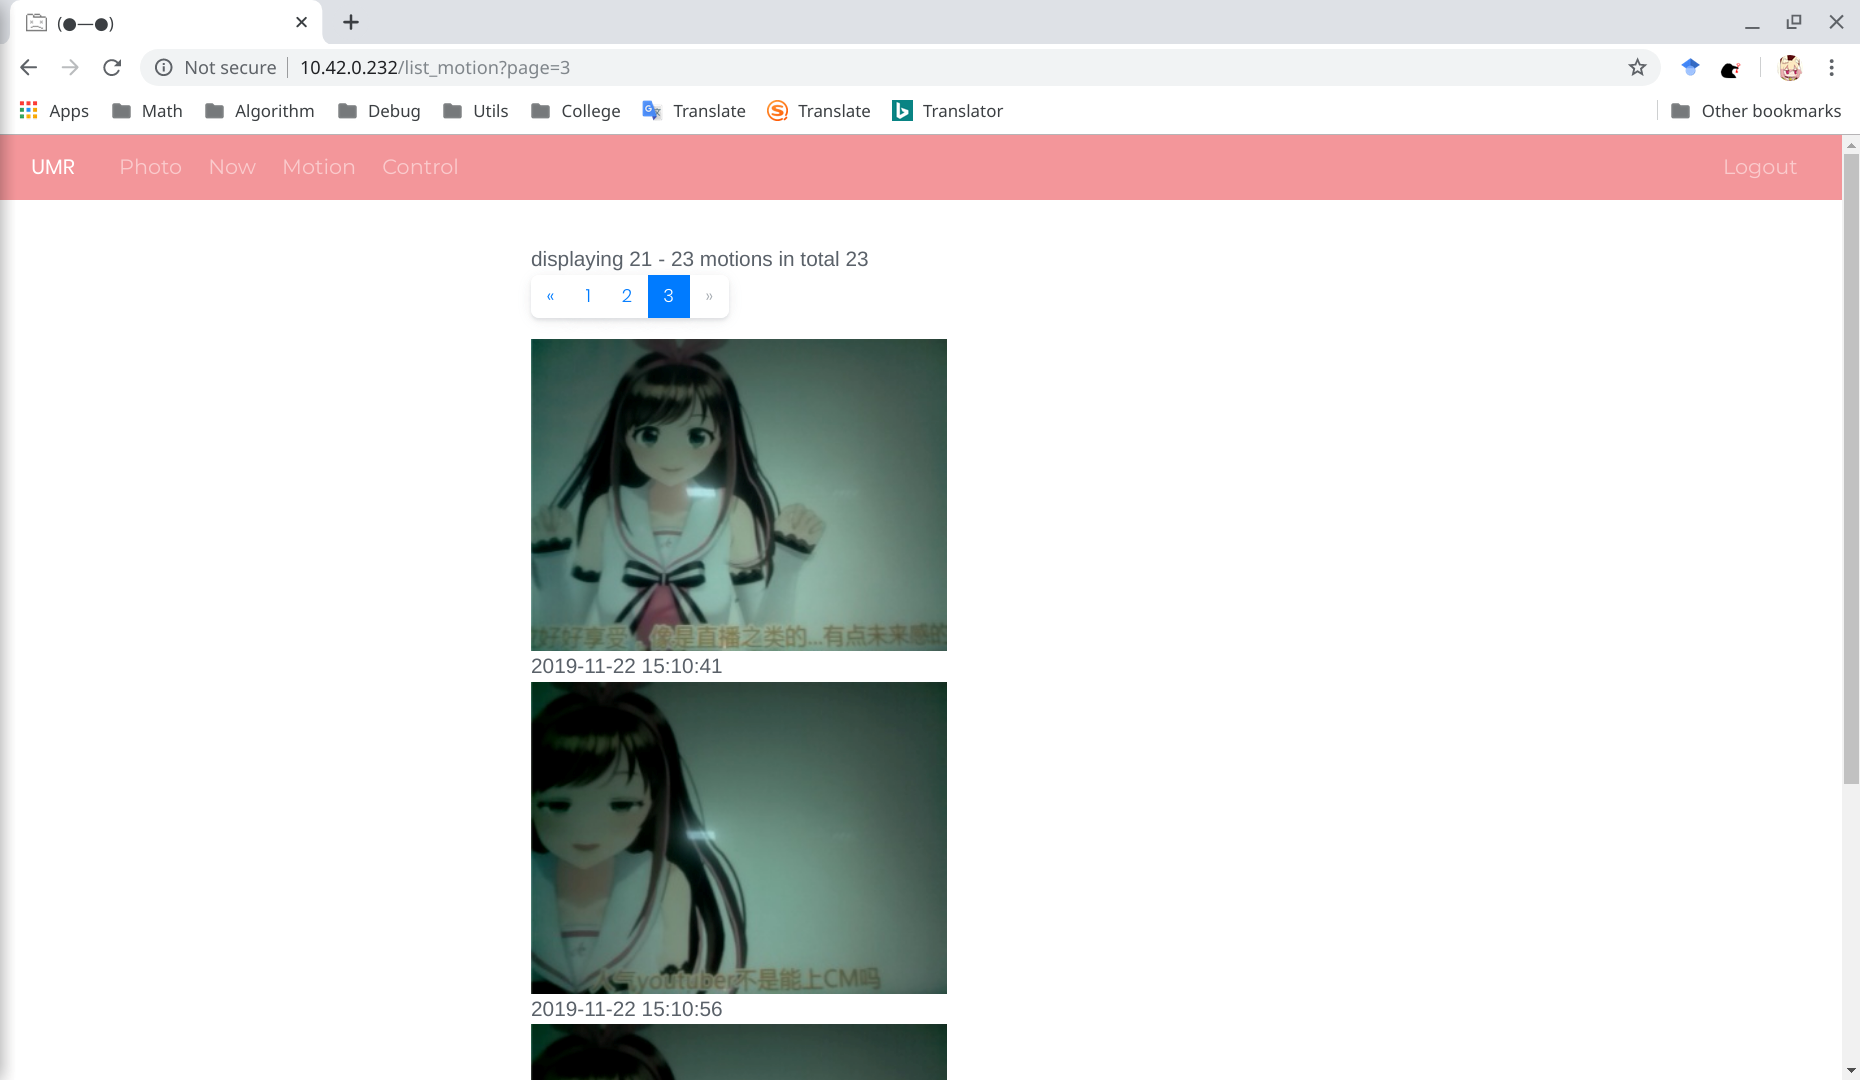 (●—●)
Not secure
10.42.0.232/list_motion?page=3
Apps
Math
Algorithm
Debug
Utils
College
Translate
Translate
Translator
Other bookmarks
UMR
Photo
Now
Motion
Control
Logout
displaying 21 - 23 motions in total 23
« 1 2 3 »
好好享受，像是直播之类的...有点未来感的
2019-11-22 15:10:41
人气youtuber不是能上CM吗
2019-11-22 15:10:56